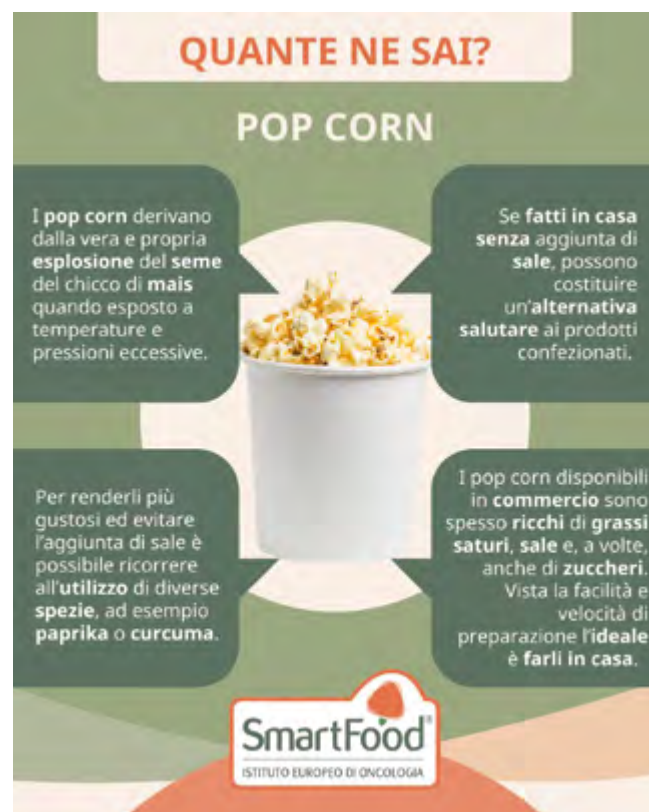 QUANTE NE SAI?
POP CORN
I pop corn derivano
dalla vera e propria
esplosione del seme
del chicco di mais
quando esposto a
temperature e
pressioni eccessive.
Se fatti in casa
senza aggiunta di
sale, possono
costituire
un'alternativa
salutare ai prodotti
confezionati.
Per renderli più
gustosi ed evitare
l'aggiunta di sale è
possibile ricorrere
all'utilizzo di diverse
spezie, ad esempio
paprika o curcuma.
I pop corn disponibili
in commercio sono
spesso ricchi di grassi
saturi, sale e, a volte,
anche di zuccheri.
Vista la facilità e
velocità di
preparazione l'ideale
è farli in casa.
SmartFood®
ISTITUTO EUROPEO DI ONCOLOGIA